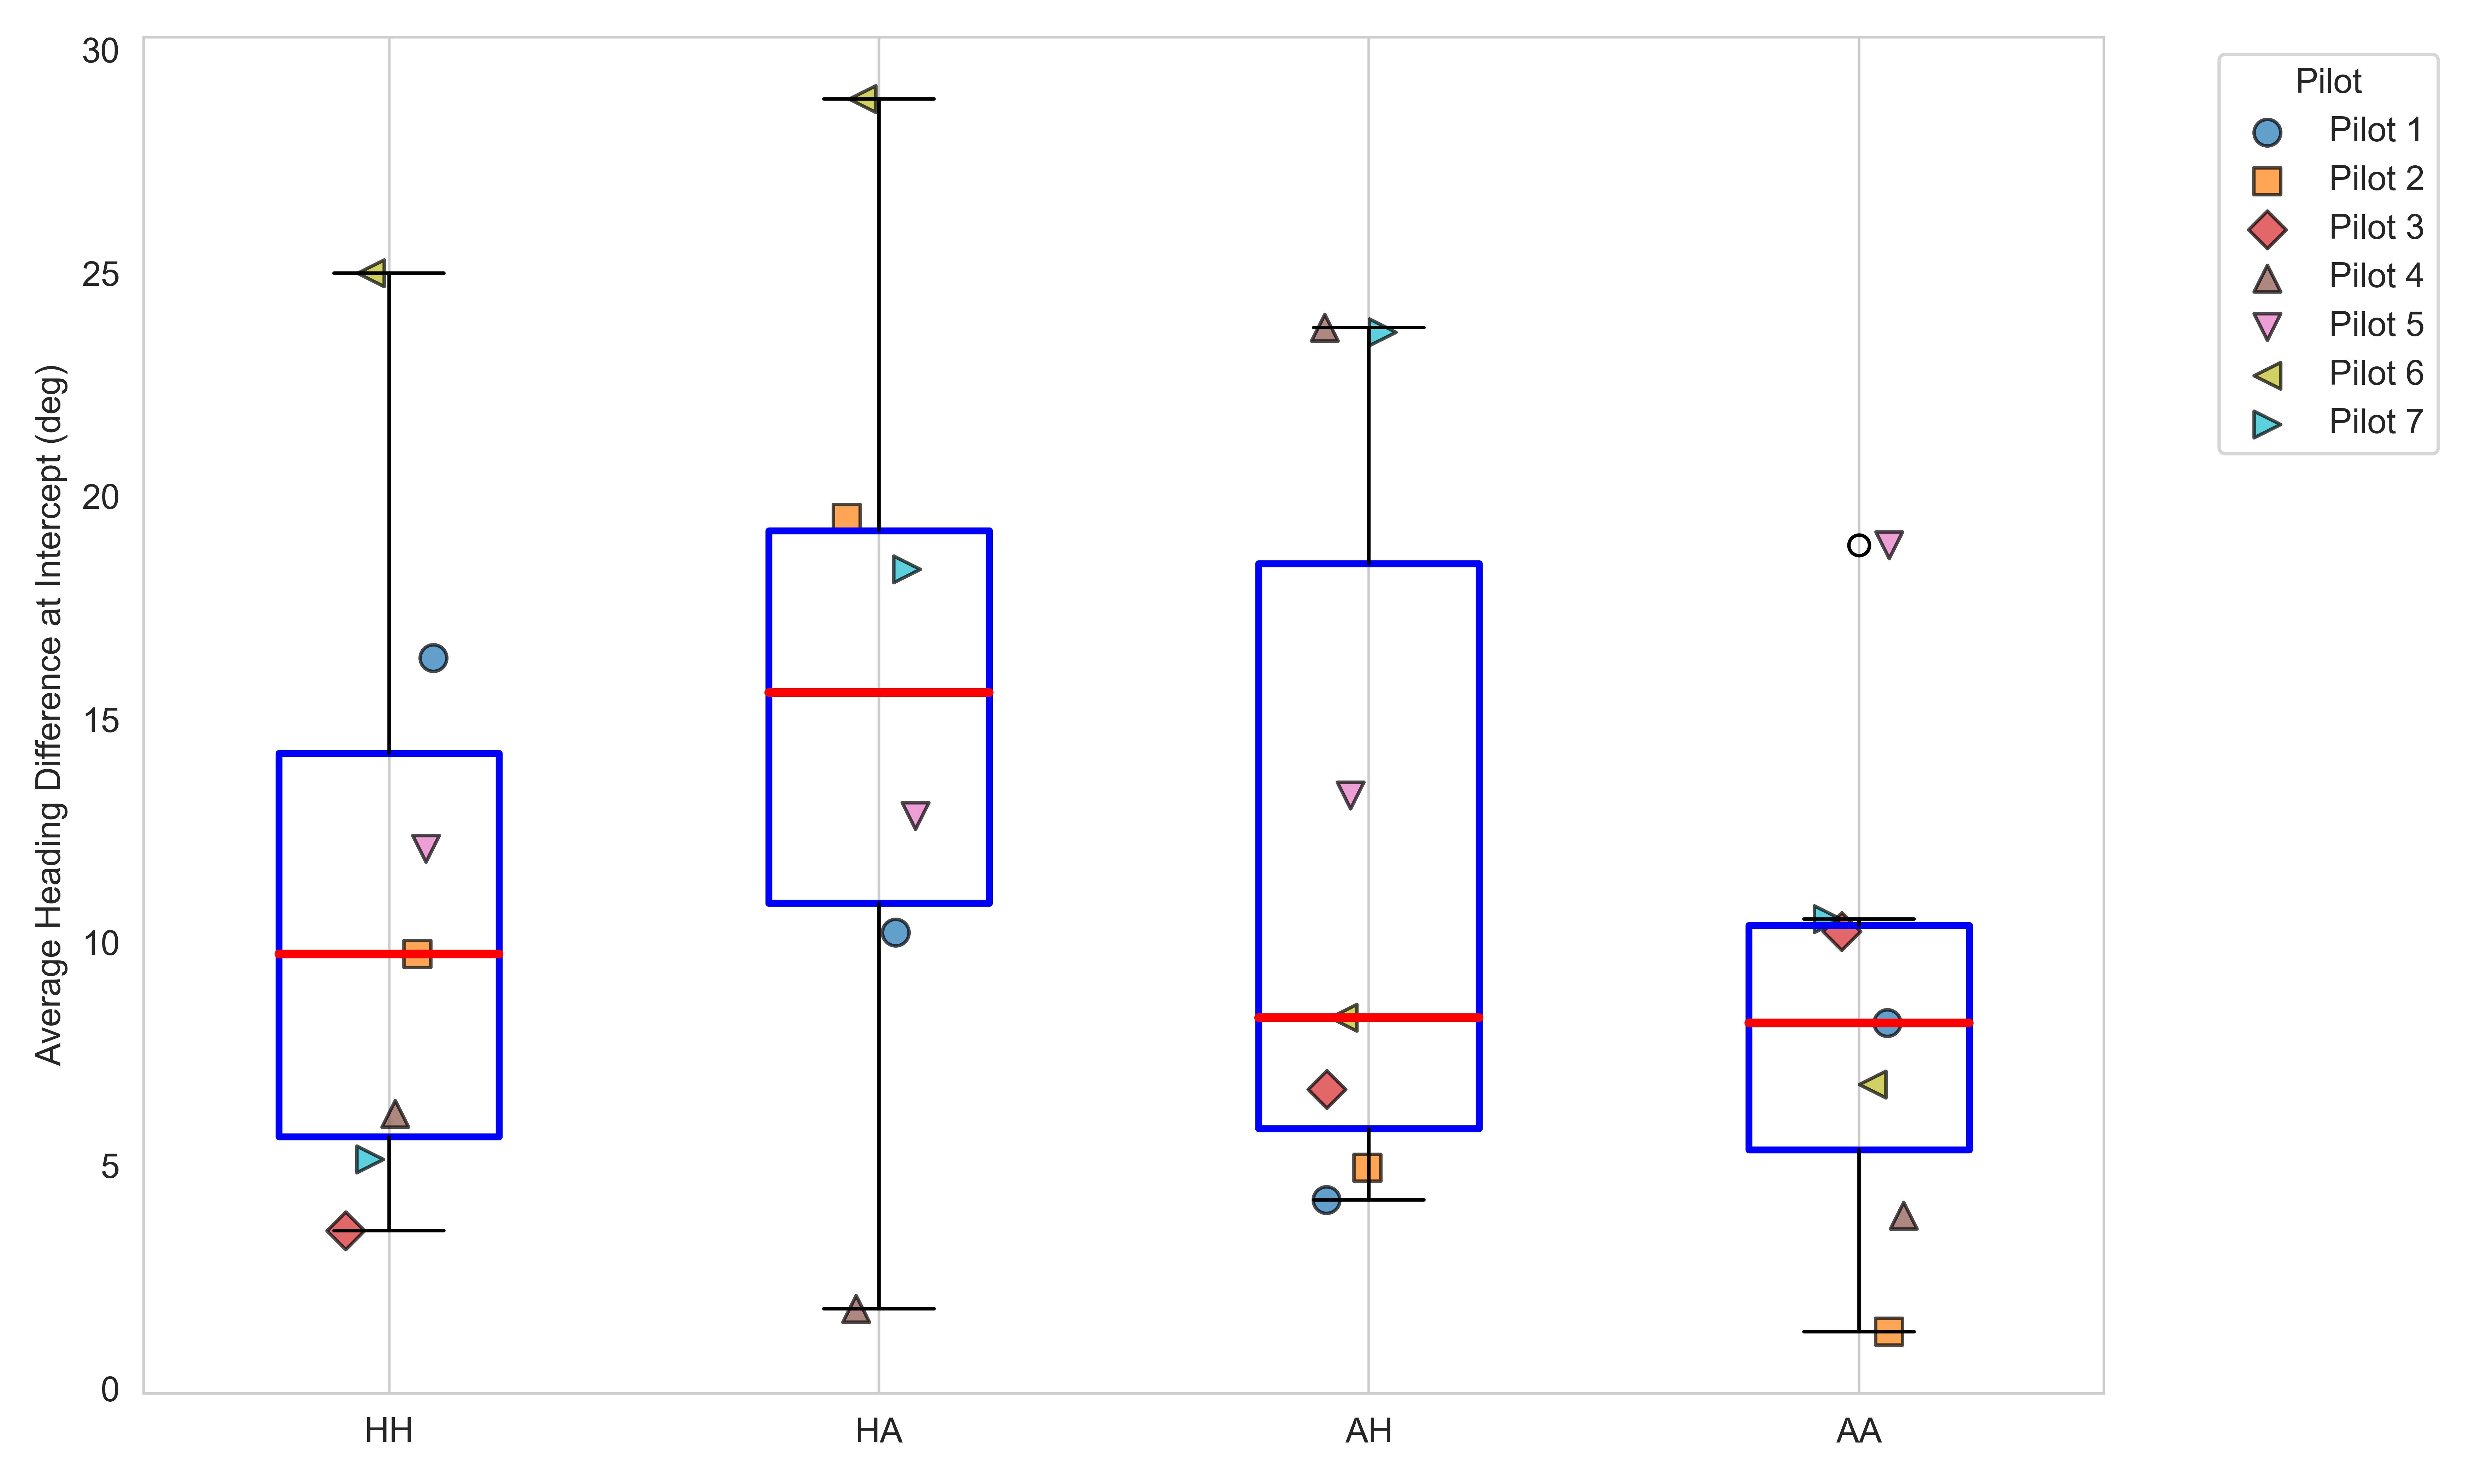 Average Heading Difference at Intercept (deg)
30
25
20
15
10
5
0
HH
HA
AH
AA
Pilot
Pilot 1
Pilot 2
Pilot 3
Pilot 4
Pilot 5
Pilot 6
Pilot 7